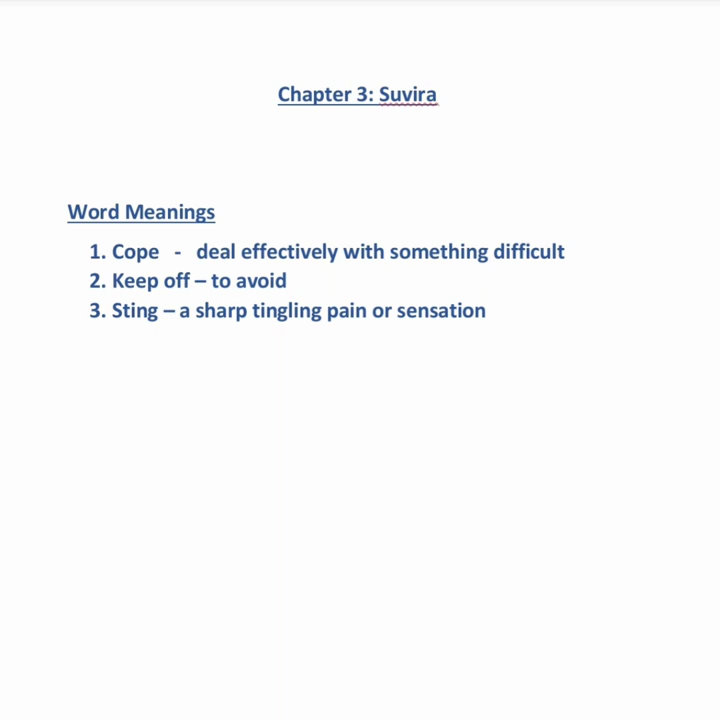 Chapter 3: Suvira
Word Meanings
1. Cope - deal effectively with something difficult
2. Keep off – to avoid
3. Sting – a sharp tingling pain or sensation